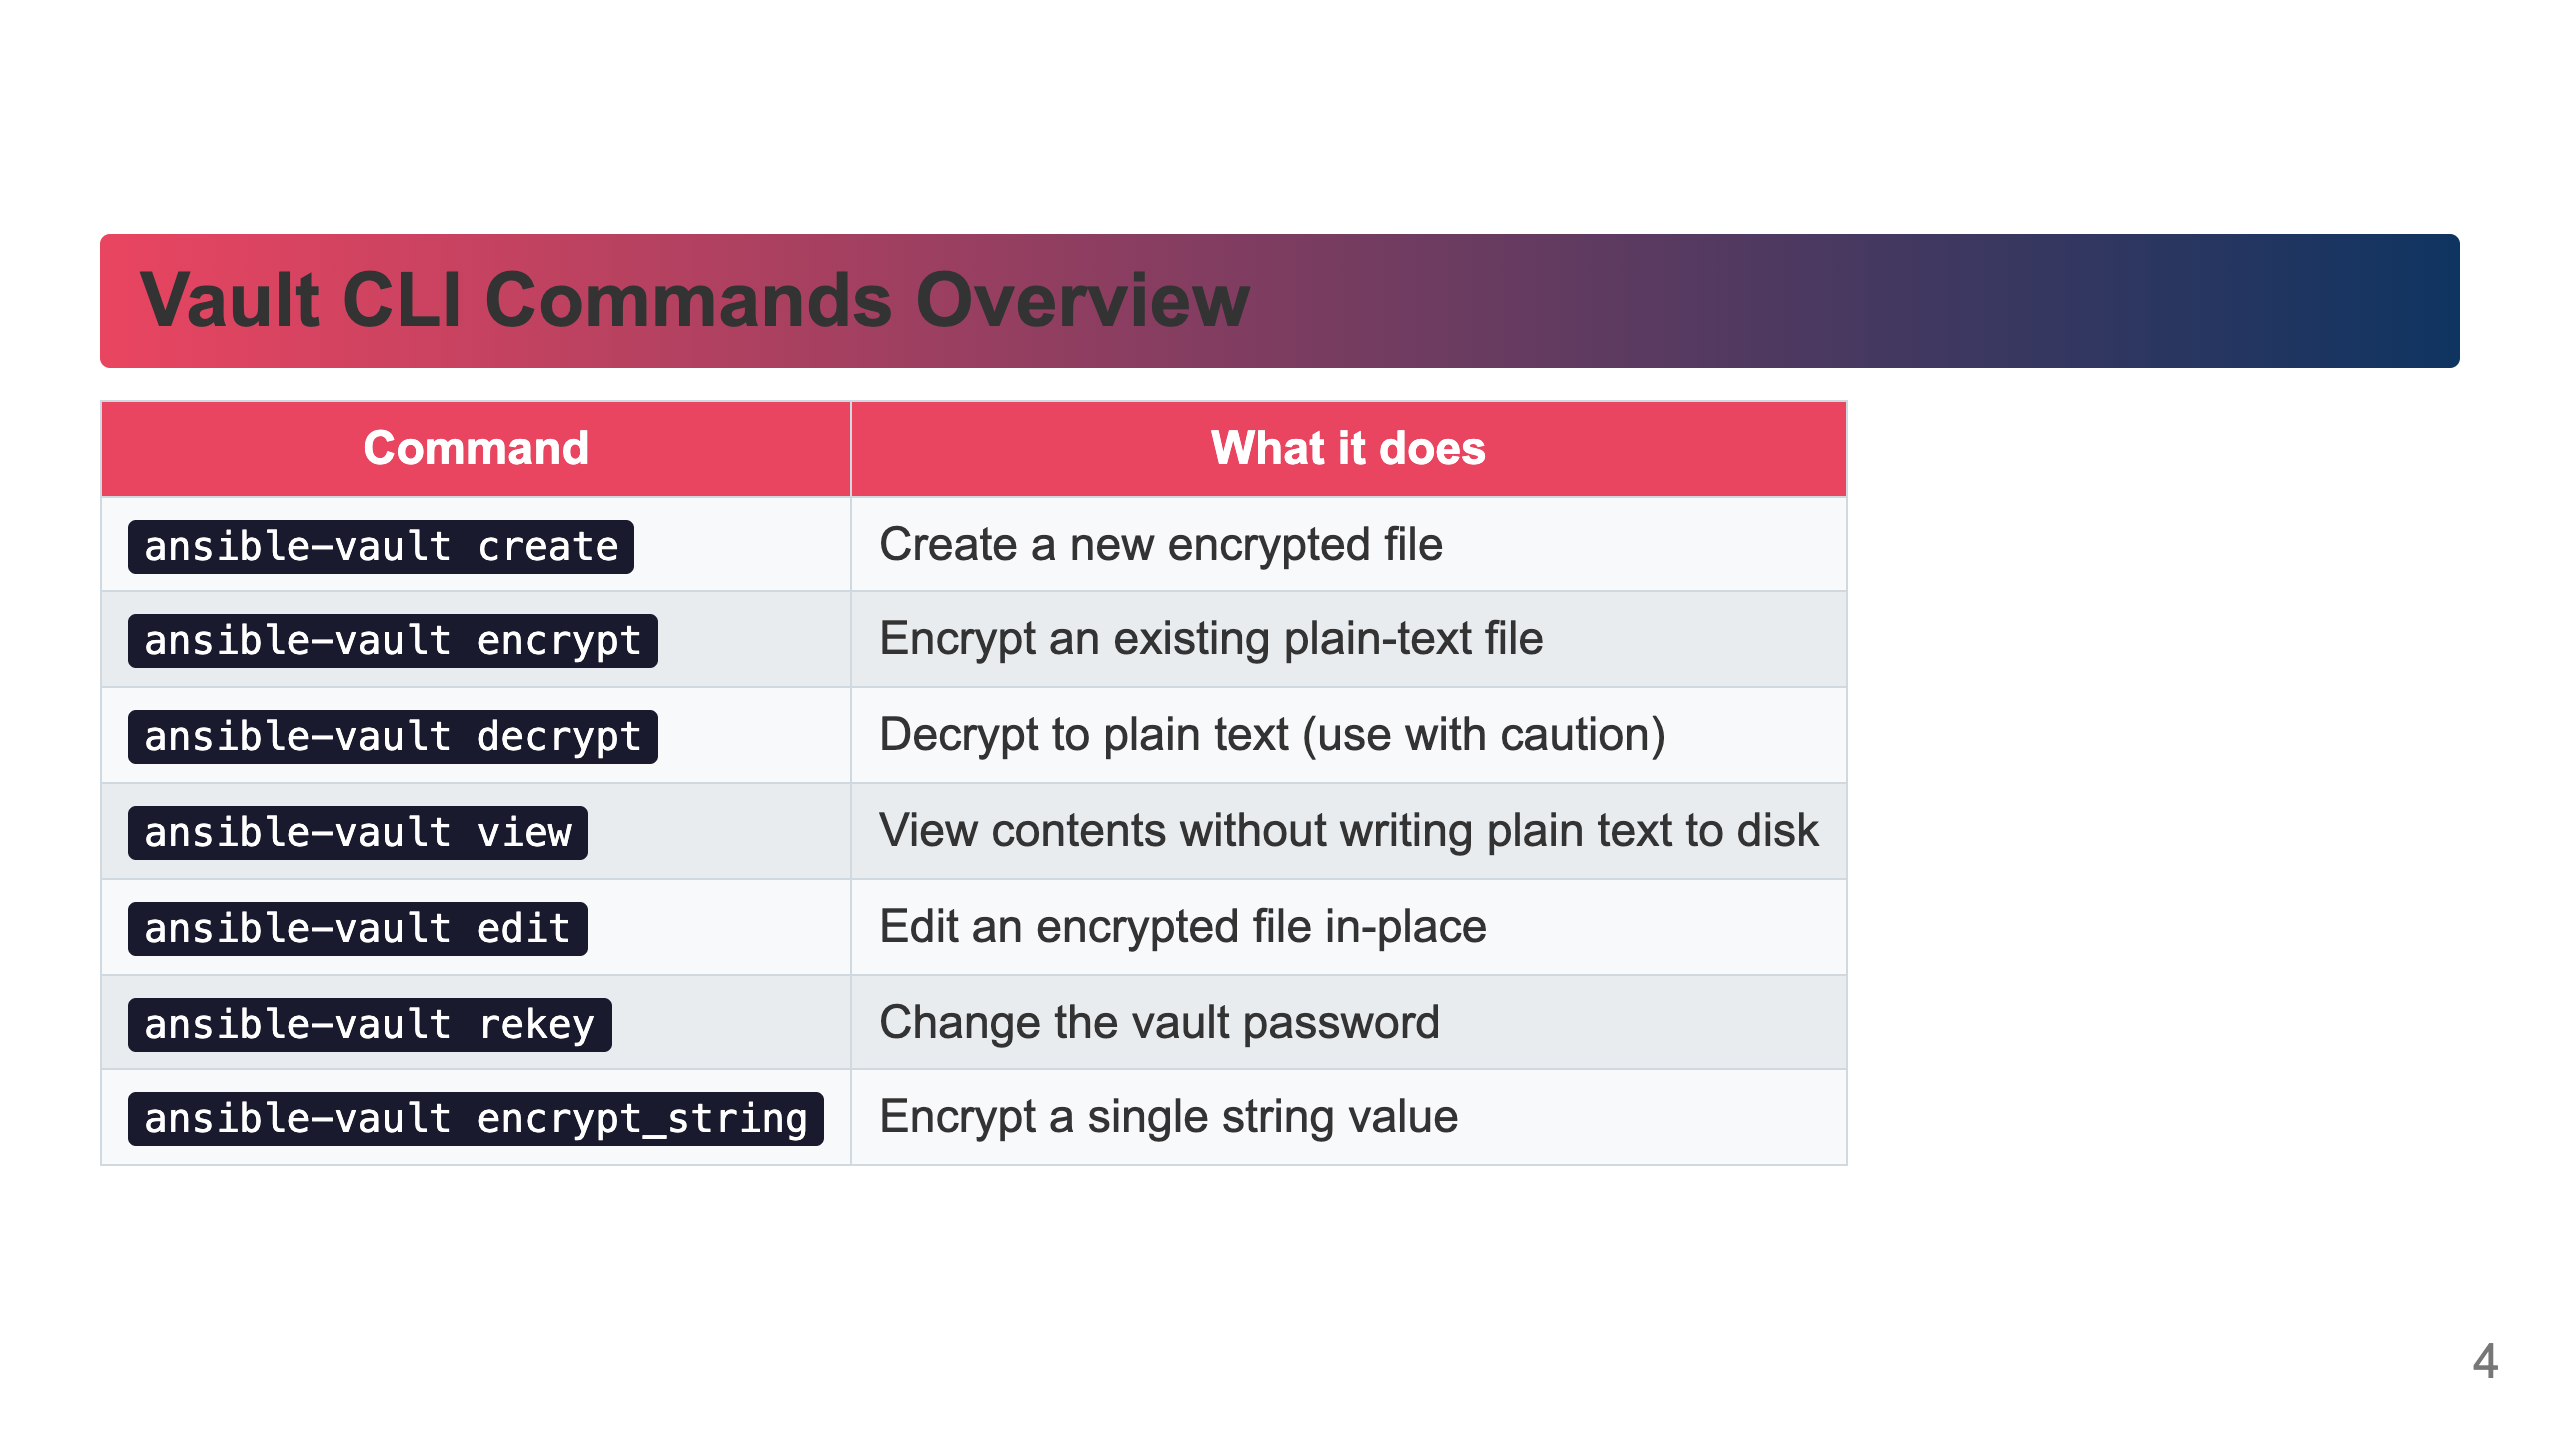 Vault CLI Commands Overview
Command What it does
ansible-vault create Create a new encrypted file
ansible-vault encrypt Encrypt an existing plain-text file
ansible-vault decrypt Decrypt to plain text (use with caution)
ansible-vault view View contents without writing plain text to disk
ansible-vault edit Edit an encrypted file in-place
ansible-vault rekey Change the vault password
ansible-vault encrypt_string Encrypt a single string value
4